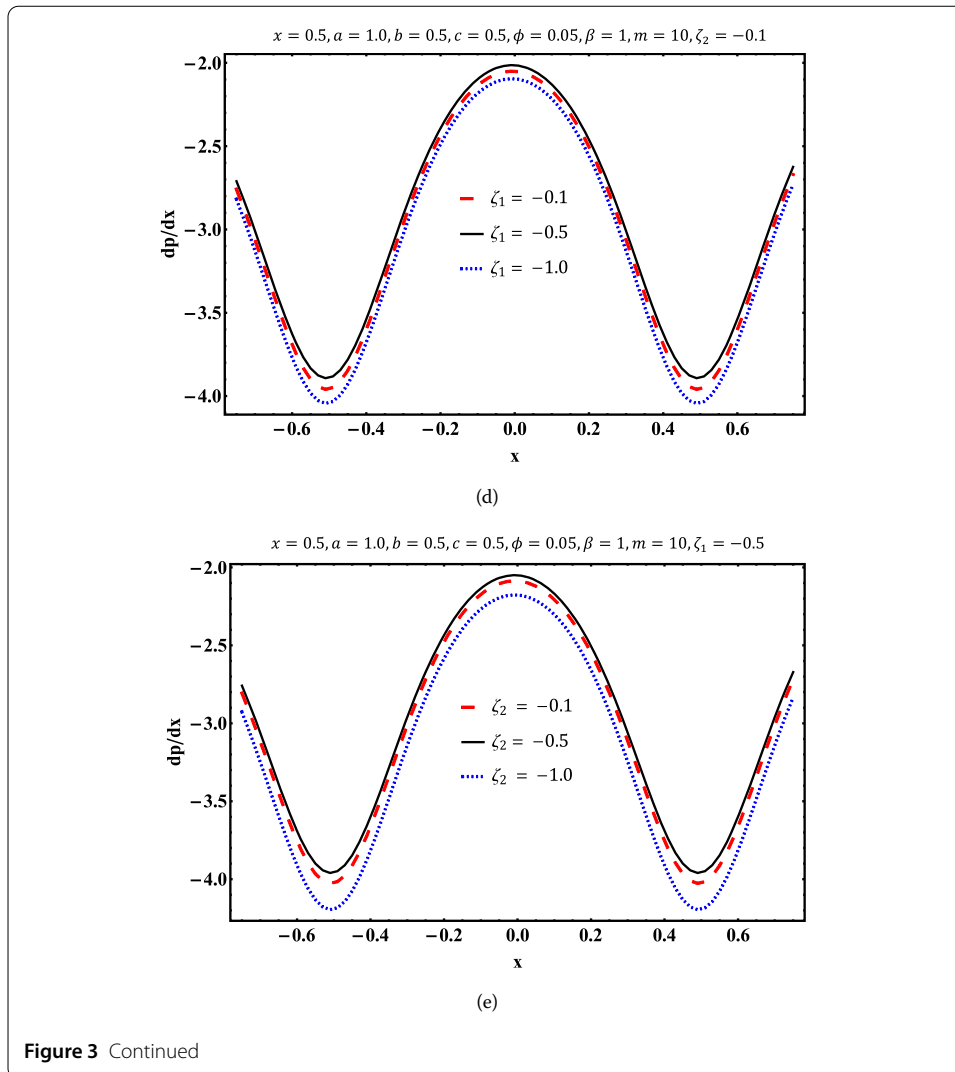 x = 0.5, a = 1.0, b = 0.5, c = 0.5, ϕ = 0.05, β = 1, m = 10, ζ₂ = −0.1
−2.0
−2.5
−3.0
−3.5
−4.0
dp/dx
ζ₁ = −0.1
ζ₁ = −0.5
ζ₁ = −1.0
−0.6 −0.4 −0.2 0.0 0.2 0.4 0.6
x
(d)
x = 0.5, a = 1.0, b = 0.5, c = 0.5, ϕ = 0.05, β = 1, m = 10, ζ₁ = −0.5
−2.0
−2.5
−3.0
−3.5
−4.0
dp/dx
ζ₂ = −0.1
ζ₂ = −0.5
ζ₂ = −1.0
−0.6 −0.4 −0.2 0.0 0.2 0.4 0.6
x
(e)
Figure 3 Continued